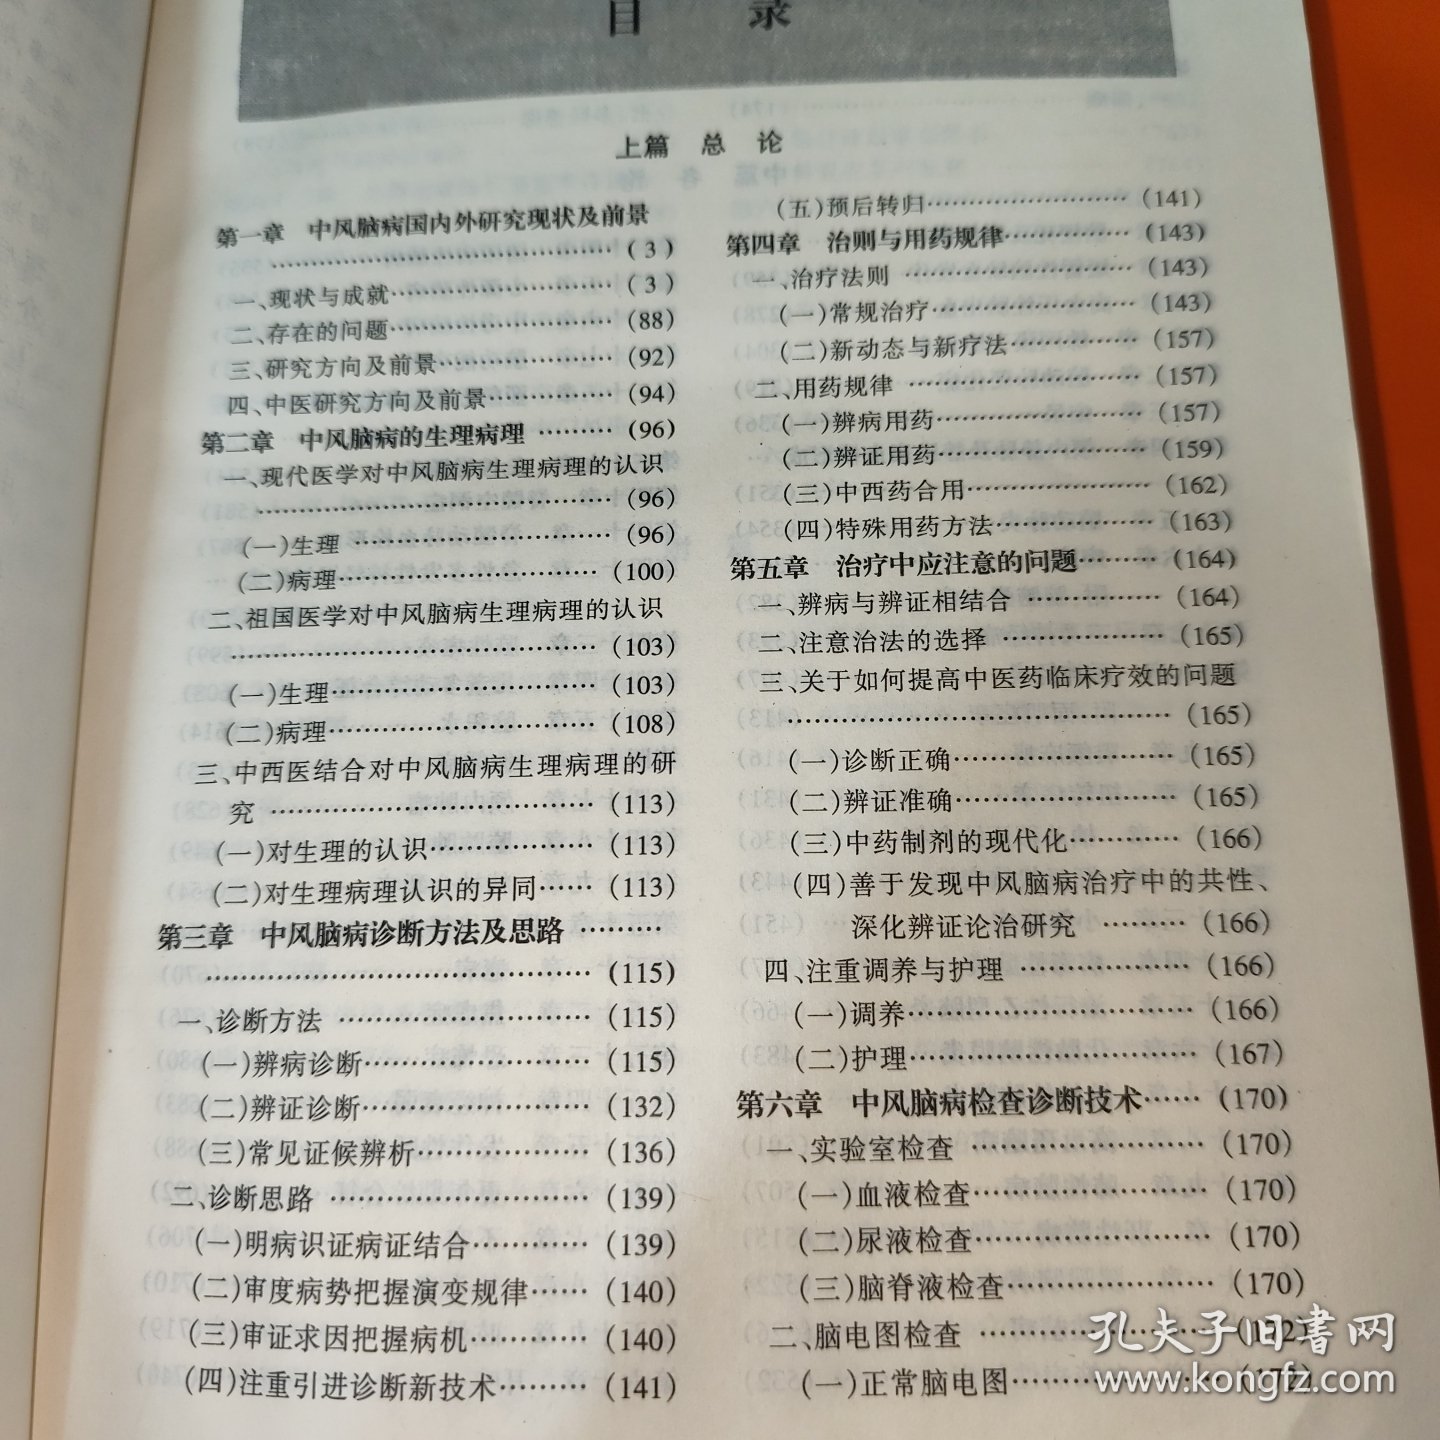 目 录
上篇 总 论
第一章 中风脑病国内外研究现状及前景
……………………………………(3)
一、现状与成就………………………(3)
二、存在的问题………………………(88)
三、研究方向及前景…………………(92)
四、中医研究方向及前景……………(94)
第二章 中风脑病的生理病理 ………(96)
一、现代医学对中风脑病生理病理的认识
……………………………………(96)
(一)生理 …………………………(96)
(二)病理…………………………(100)
二、祖国医学对中风脑病生理病理的认识
……………………………………(103)
(一)生理…………………………(103)
(二)病理…………………………(108)
三、中西医结合对中风脑病生理病理的研
究 …………………………………(113)
(一)对生理的认识………………(113)
(二)对生理病理认识的异同……(113)
第三章 中风脑病诊断方法及思路 ………
……………………………………(115)
一、诊断方法 ………………………(115)
(一)辨病诊断……………………(115)
(二)辨证诊断……………………(132)
(三)常见证候辨析………………(136)
二、诊断思路 ………………………(139)
(一)明病识证病证结合…………(139)
(二)审度病势把握演变规律……(140)
(三)审证求因把握病机…………(140)
(四)注重引进诊断新技术………(141)
(五)预后转归……………………(141)
第四章 治则与用药规律……………(143)
一、治疗法则 ………………………(143)
(一)常规治疗……………………(143)
(二)新动态与新疗法……………(157)
二、用药规律 ………………………(157)
(一)辨病用药……………………(157)
(二)辨证用药……………………(159)
(三)中西药合用…………………(162)
(四)特殊用药方法………………(163)
第五章 治疗中应注意的问题………(164)
一、辨病与辨证相结合 ……………(164)
二、注意治法的选择 ………………(165)
三、关于如何提高中医药临床疗效的问题
……………………………………(165)
(一)诊断正确……………………(165)
(二)辨证准确……………………(165)
(三)中药制剂的现代化…………(166)
(四)善于发现中风脑病治疗中的共性、
深化辨证论治研究 ………(166)
四、注重调养与护理 ………………(166)
(一)调养…………………………(166)
(二)护理…………………………(167)
第六章 中风脑病检查诊断技术……(170)
一、实验室检查 ……………………(170)
(一)血液检查……………………(170)
(二)尿液检查……………………(170)
(三)脑脊液检查…………………(170)
二、脑电图检查 ……………………(172)
(一)正常脑电图…………………(172)
孔夫子旧書网
www.kongfz.com